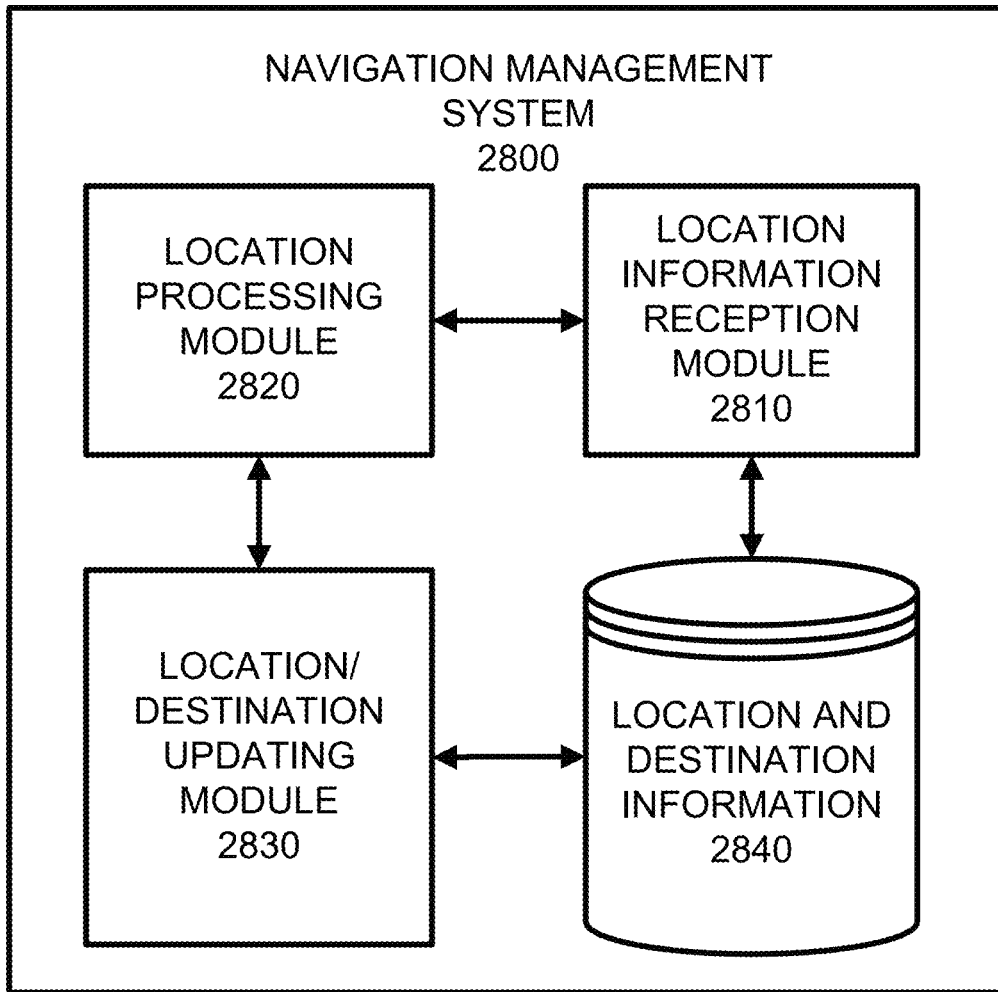 NAVIGATION MANAGEMENT
SYSTEM
2800
LOCATION
PROCESSING
MODULE
2820
LOCATION
INFORMATION
RECEPTION
MODULE
2810
LOCATION/
DESTINATION
UPDATING
MODULE
2830
LOCATION AND
DESTINATION
INFORMATION
2840